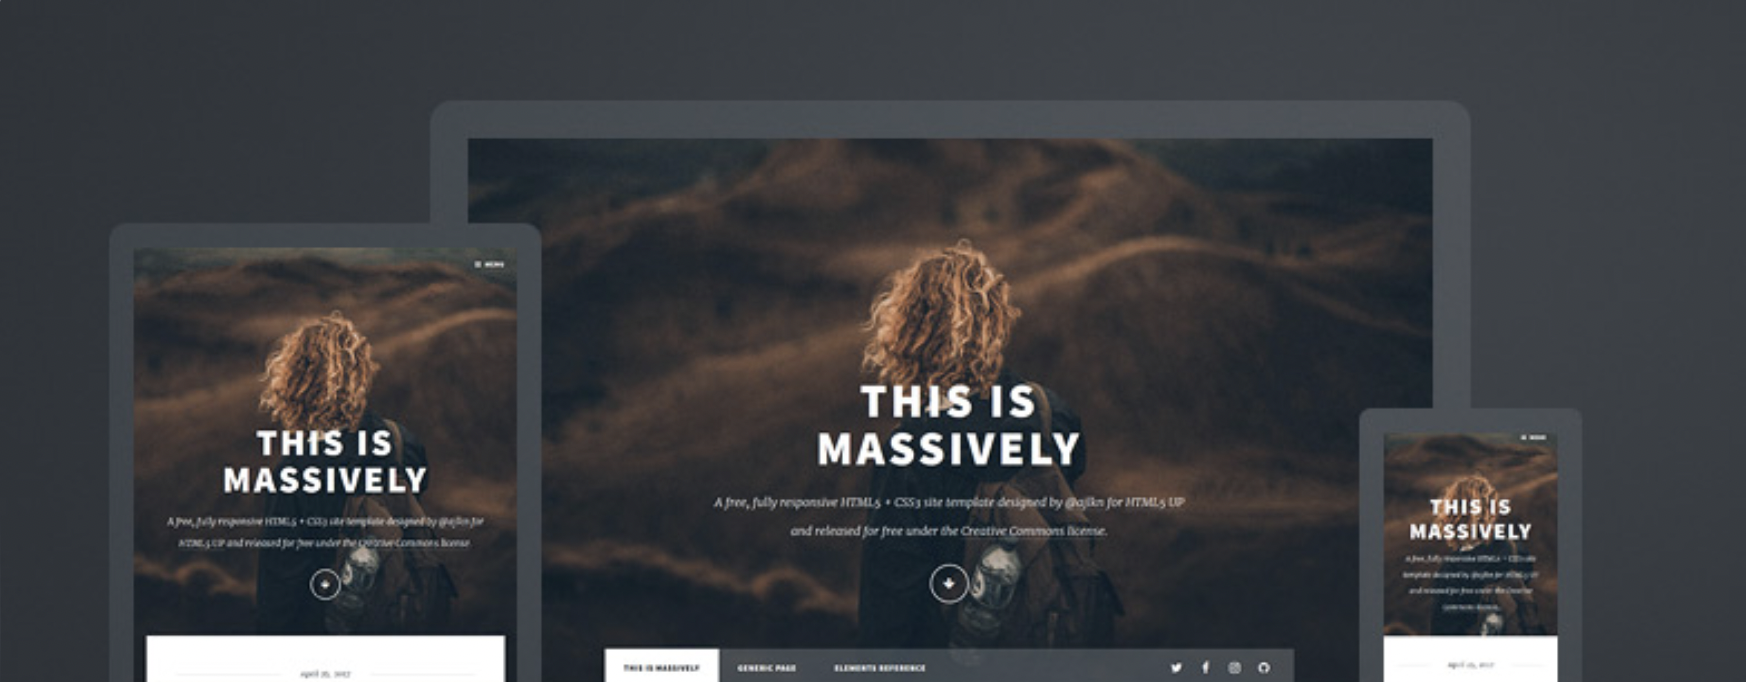 MENU
THIS IS
MASSIVELY
A free, fully responsive HTML5 + CSS3 site template designed by @ajlkn for
HTML5 UP and released for free under the Creative Commons license
April 25, 2017
THIS IS
MASSIVELY
A free, fully responsive HTML5 + CSS3 site template designed by @ajlkn for HTML5 UP
and released for free under the Creative Commons license.
THIS IS MASSIVELY GENERIC PAGE ELEMENTS REFERENCE
MENU
THIS IS
MASSIVELY
A free, fully responsive HTML5 + CSS3 site
template designed by @ajlkn for HTML5 UP
and released for free under the Creative
Commons license.
April 25, 2017